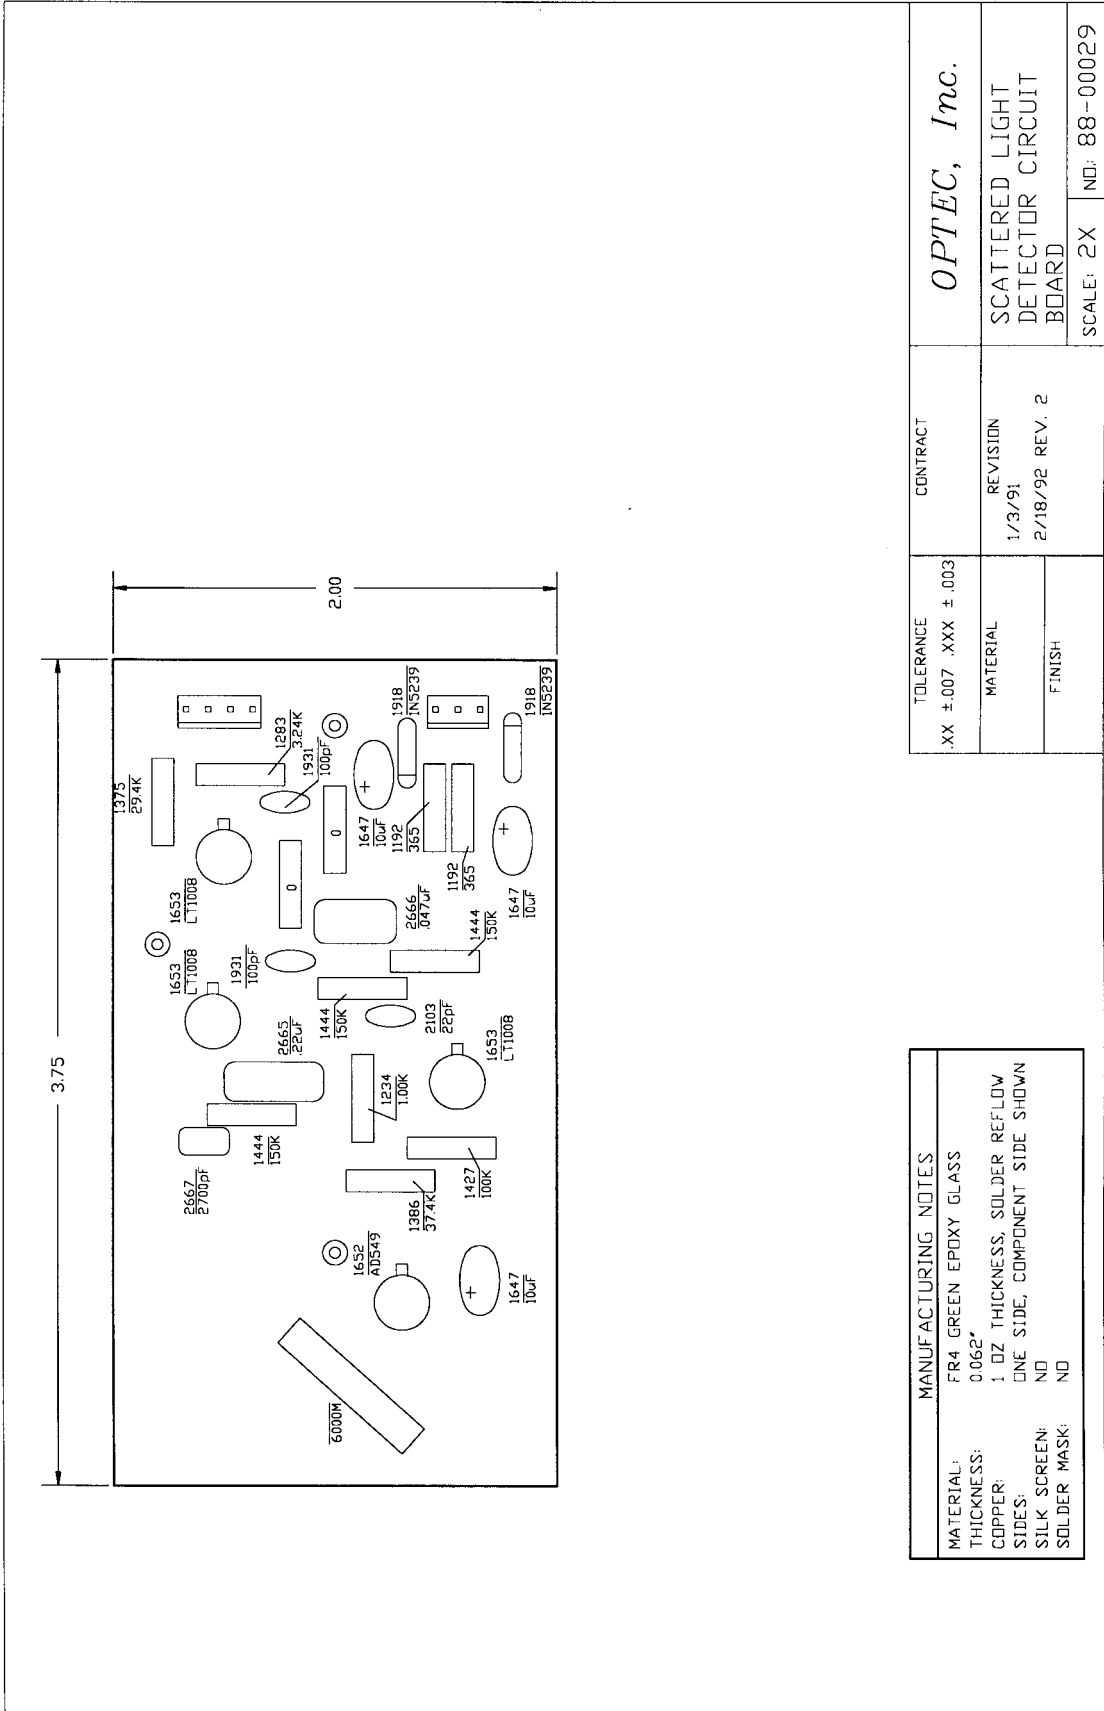 3.75
2.00
1375
29.4K
1283
3.24K
1931
100pF
1918
1N5239
1918
1N5239
1653
LT1008
1647
10uF
1192
365
1192
365
1647
10uF
0
0
2666
.047uF
1444
150K
1653
LT1008
1931
100pF
1444
150K
2103
22pF
1653
LT1008
2665
.22uF
1234
1.00K
2667
2700pF
1444
150K
1427
100K
1386
37.4K
1652
AD549
1647
10uF
6000M
MANUFACTURING NOTES
MATERIAL: FR4 GREEN EPOXY GLASS
THICKNESS: 0.062"
COPPER: 1 OZ THICKNESS, SOLDER REFLOW
SIDES: ONE SIDE, COMPONENT SIDE SHOWN
SILK SCREEN: NO
SOLDER MASK: NO
TOLERANCE
.XX ±.007 .XXX ±.003
MATERIAL
FINISH
CONTRACT
REVISION
1/3/91
2/18/92 REV. 2
OPTEC, Inc.
SCATTERED LIGHT
DETECTOR CIRCUIT
BOARD
SCALE: 2X NO: 88-00029